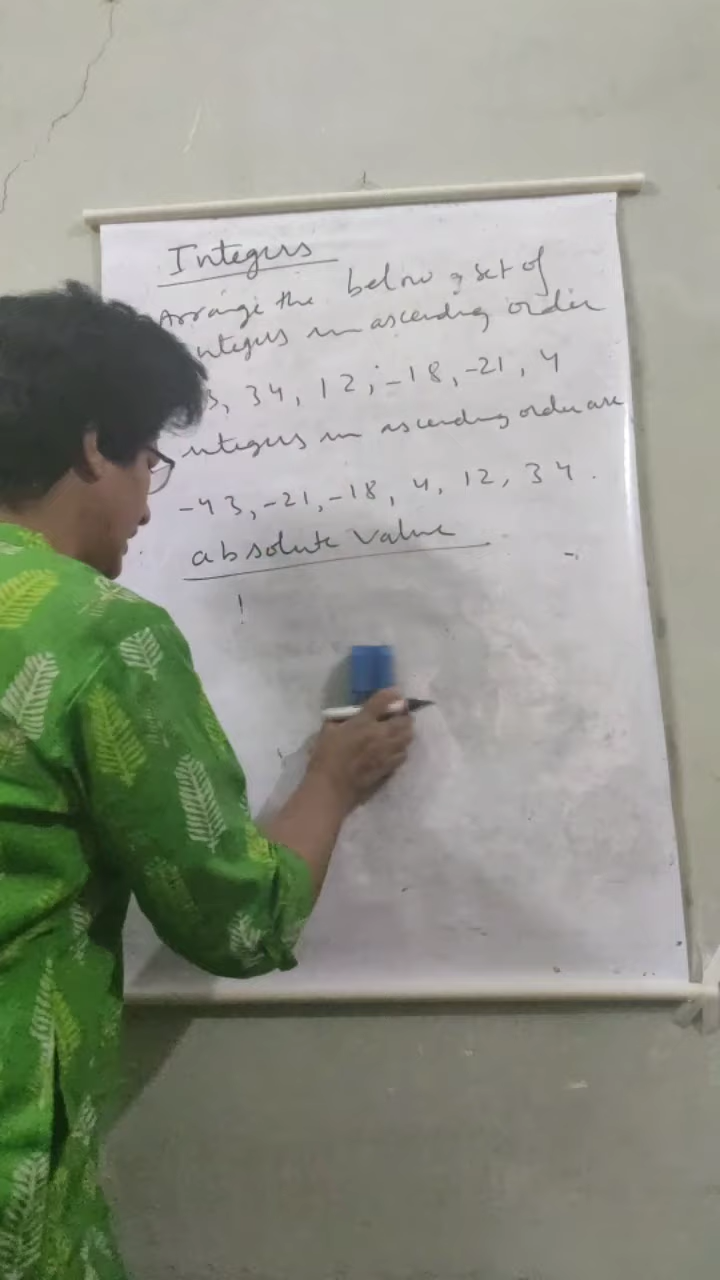 Integers
Arrange the below set of
integers in ascending order
3, 34, 12, -18, -21, 4
integers in ascending order are
-43, -21, -18, 4, 12, 34.
absolute value